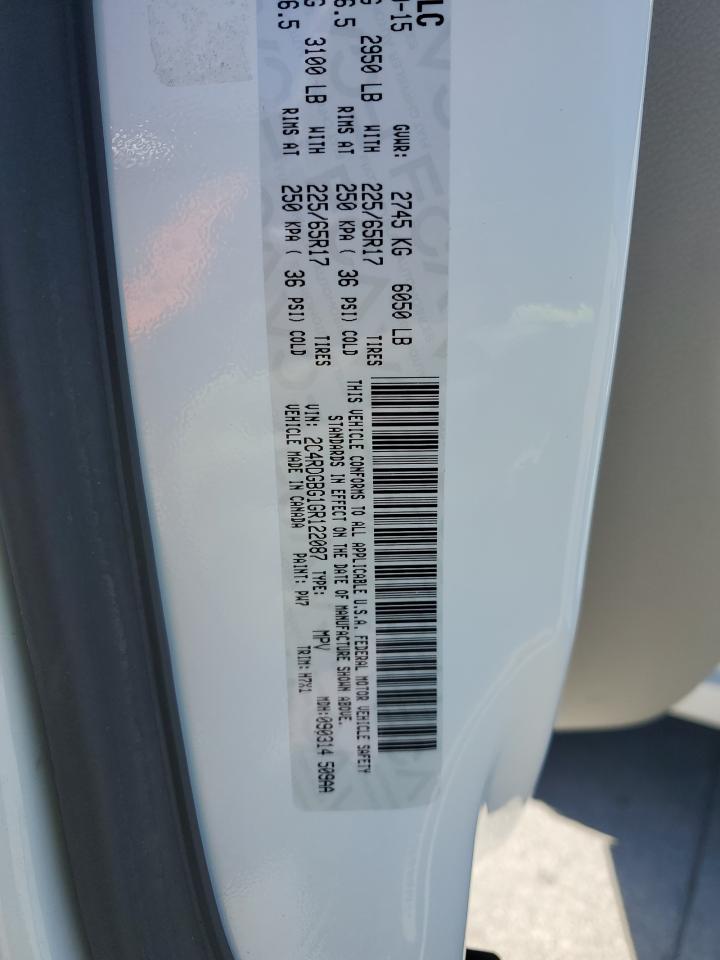 LLC
-15 GVWR: 2745 KG 6050 LB
G 2950 LB WITH 225/65R17 TIRES
6.5 RIMS AT 250 KPA ( 36 PSI) COLD
G 3100 LB WITH 225/65R17 TIRES
6.5 RIMS AT 250 KPA ( 36 PSI) COLD
THIS VEHICLE CONFORMS TO ALL APPLICABLE U.S.A. FEDERAL MOTOR VEHICLE SAFETY
STANDARDS IN EFFECT ON THE DATE OF MANUFACTURE SHOWN ABOVE.
VIN: 2C4RDGBG1GR122087 TYPE: MPV MDH:090314 509AA
VEHICLE MADE IN CANADA PAINT: PW7 TRIM: H7X1